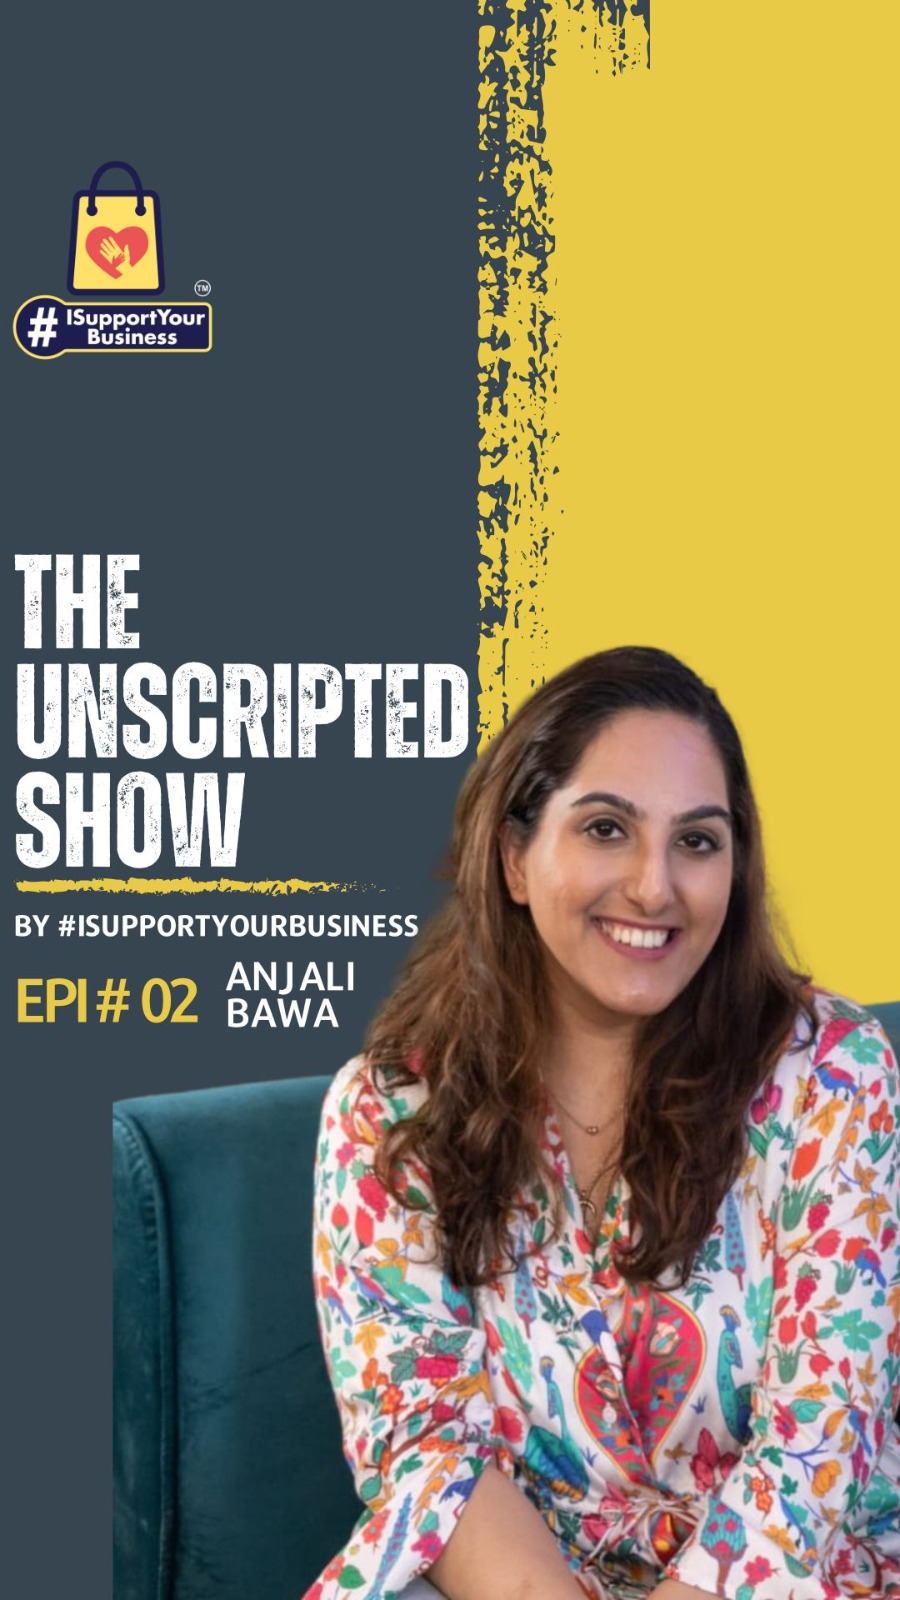 TM
# ISupportYour
Business
THE
UNSCRIPTED
SHOW
BY #ISUPPORTYOURBUSINESS
EPI # 02 ANJALI
BAWA